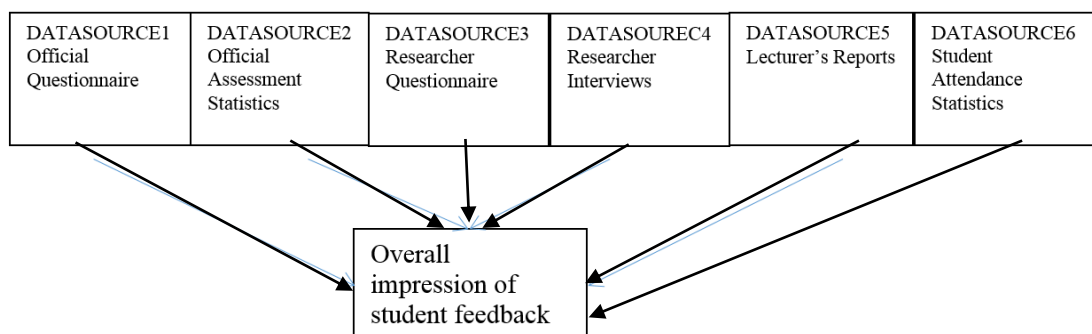 DATASOURCE1
Official
Questionnaire
DATASOURCE2
Official
Assessment
Statistics
DATASOURCE3
Researcher
Questionnaire
DATASOUREC4
Researcher
Interviews
DATASOURCE5
Lecturer’s Reports
DATASOURCE6
Student
Attendance
Statistics
Overall
impression of
student feedback